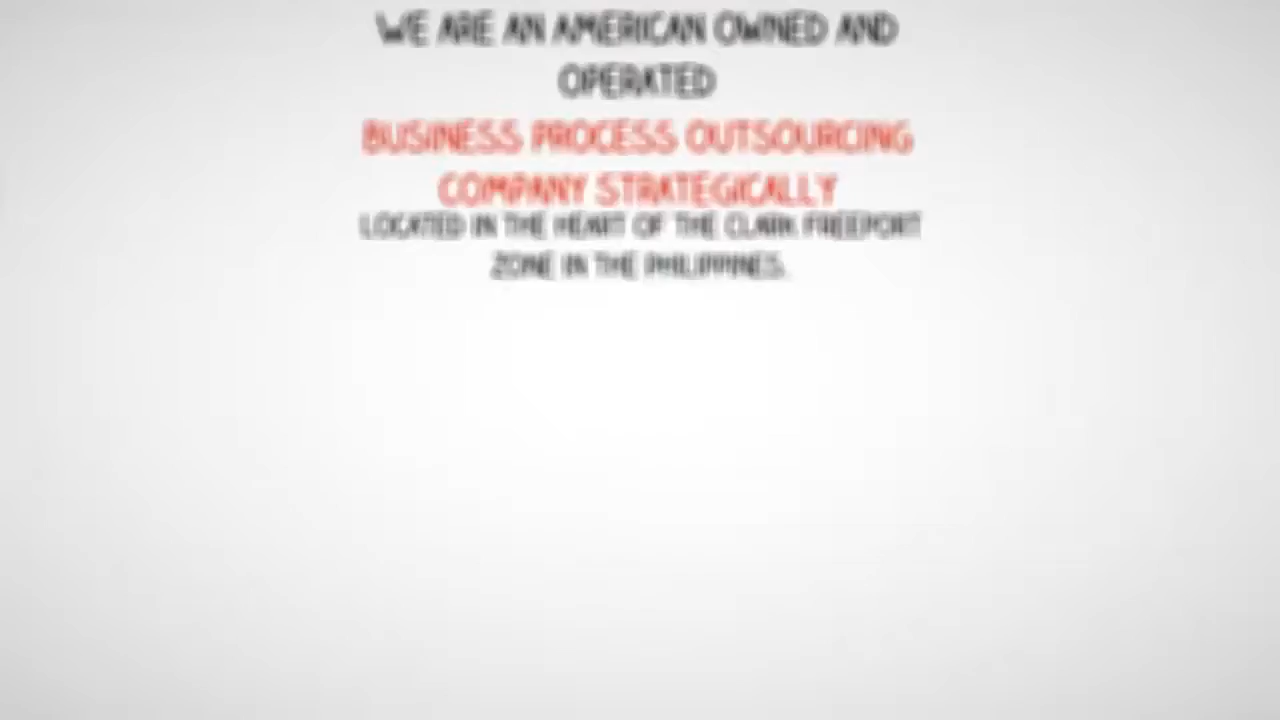 WE ARE AN AMERICAN OWNED AND
OPERATED
BUSINESS PROCESS OUTSOURCING
COMPANY STRATEGICALLY
LOCATED IN THE HEART OF THE CLARK FREEPORT
ZONE IN THE PHILIPPINES.